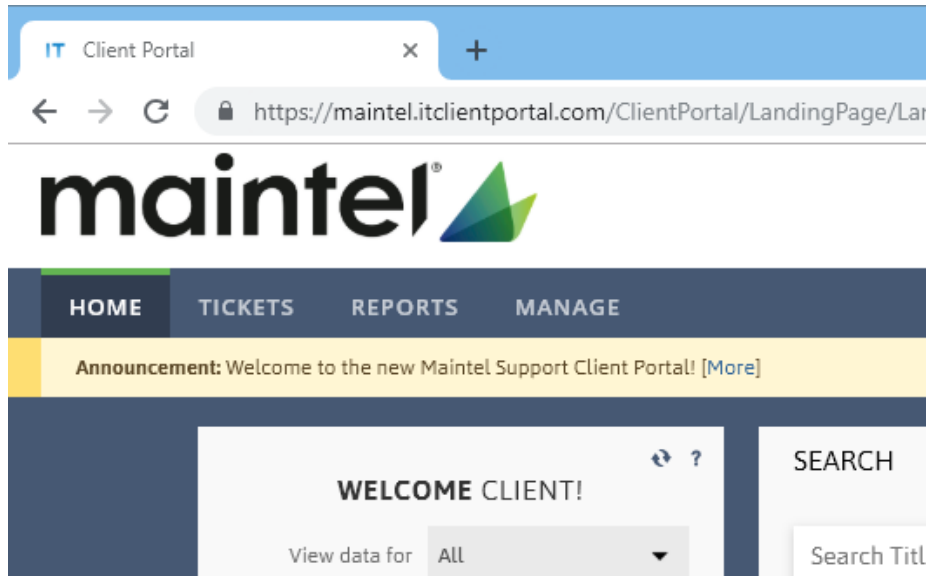 IT Client Portal
https://maintel.itclientportal.com/ClientPortal/LandingPage/Lar
maintel®
HOME TICKETS REPORTS MANAGE
Announcement: Welcome to the new Maintel Support Client Portal! [More]
? SEARCH
WELCOME CLIENT!
View data for All Search Titl